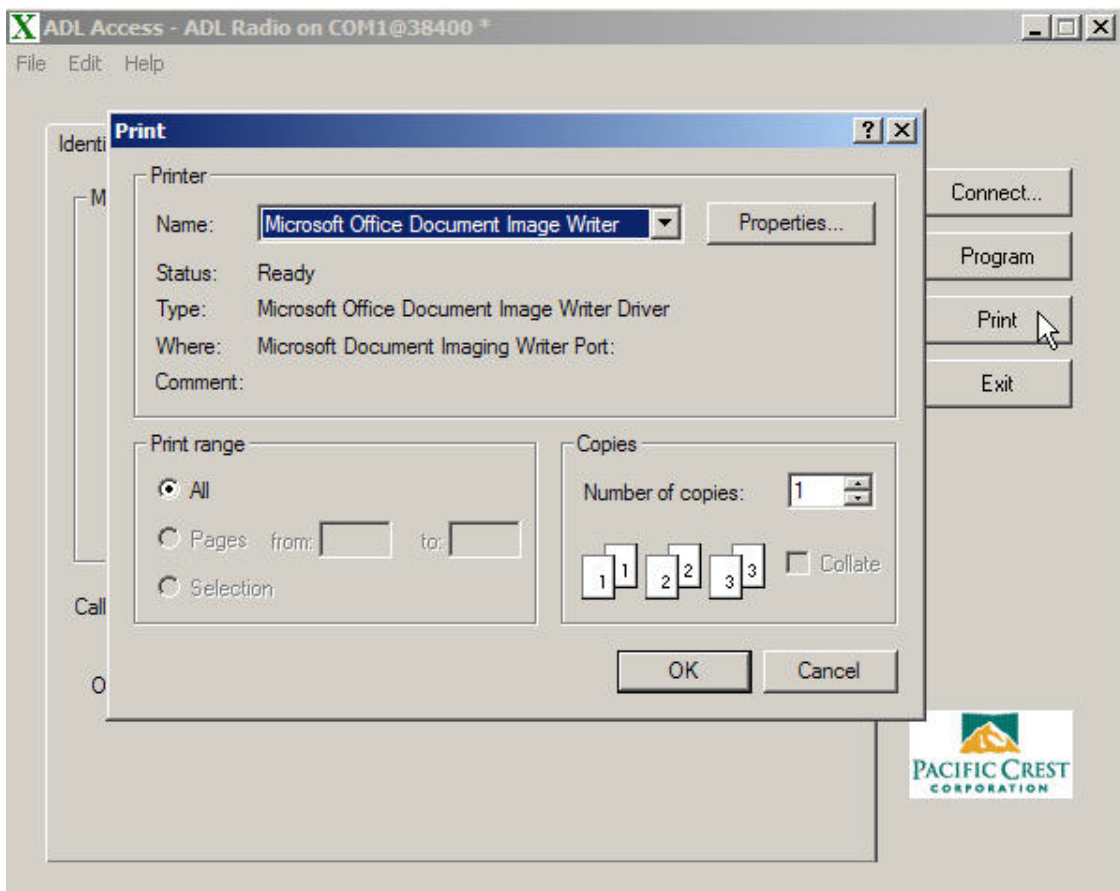 X ADL Access - ADL Radio on COM1@38400 *
File Edit Help
Identi
Print
M
Printer
Name: Microsoft Office Document Image Writer Properties...
Status: Ready
Type: Microsoft Office Document Image Writer Driver
Where: Microsoft Document Imaging Writer Port:
Comment:
Print range
All
Pages from: to:
Selection
Copies
Number of copies: 1
1 1 2 2 3 3 Collate
OK Cancel
Call
O
Connect...
Program
Print
Exit
PACIFIC CREST
CORPORATION